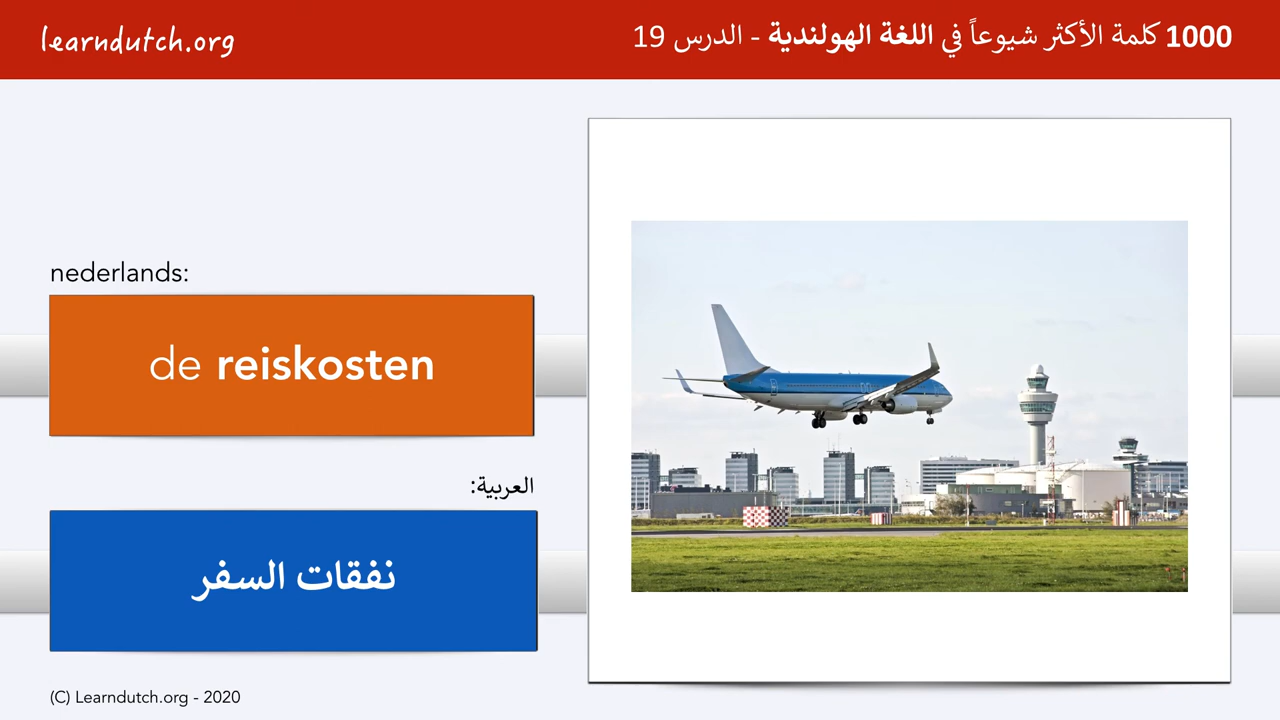 learndutch.org
1000 كلمة الأكثر شيوعاً في اللغة الهولندية - الدرس 19
nederlands:
de reiskosten
العربية:
نفقات السفر
(C) Learndutch.org - 2020